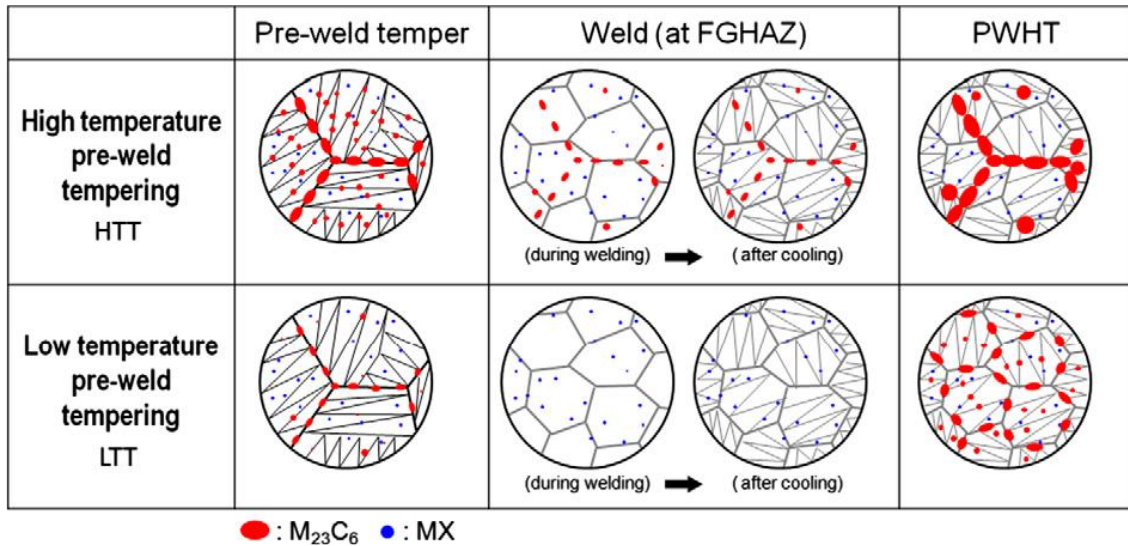 Pre-weld temper
Weld (at FGHAZ)
PWHT
High temperature
pre-weld
tempering
HTT
(during welding)
( after cooling)
Low temperature
pre-weld
tempering
LTT
(during welding)
( after cooling)
: M₂₃C₆
: MX